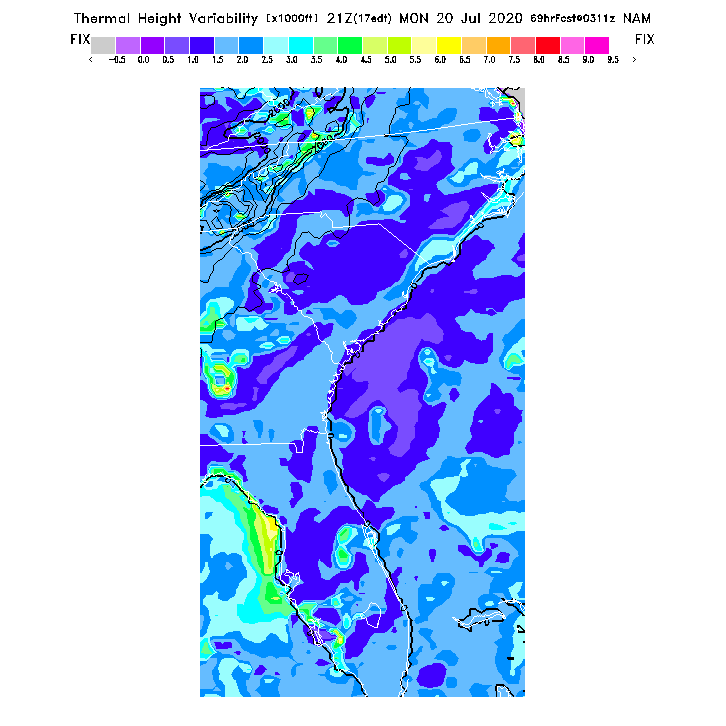 Thermal Height Variability [x1000ft] 21Z(17edt) MON 20 Jul 2020 69hrFcst@0311z NAM
FIX FIX
< -0.5 0.0 0.5 1.0 1.5 2.0 2.5 3.0 3.5 4.0 4.5 5.0 5.5 6.0 6.5 7.0 7.5 8.0 8.5 9.0 9.5 >